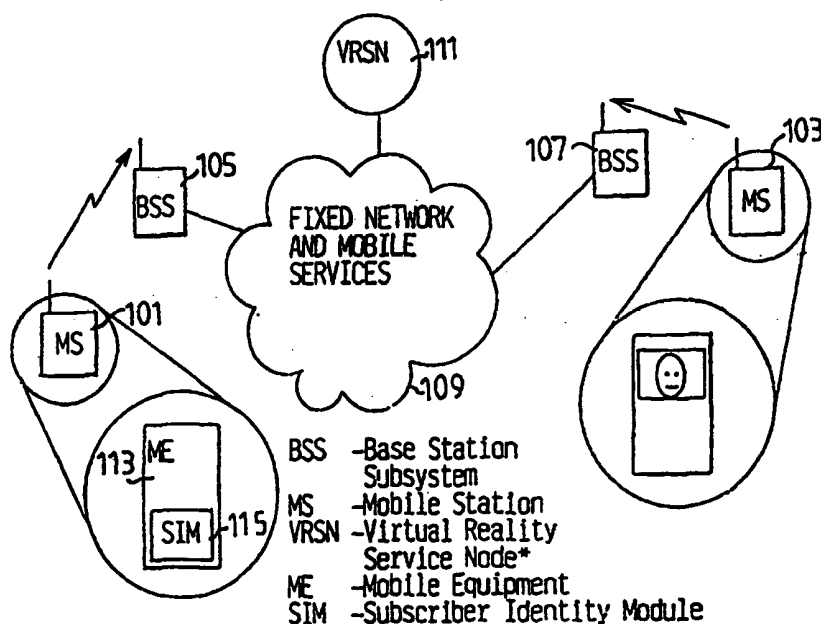 VRSN
111
105
BSS
107
BSS
103
MS
FIXED NETWORK
AND MOBILE
SERVICES
101
MS
109
113
ME
SIM
115
BSS -Base Station
Subsystem
MS -Mobile Station
VRSN -Virtual Reality
Service Node*
ME -Mobile Equipment
SIM -Subscriber Identity Module